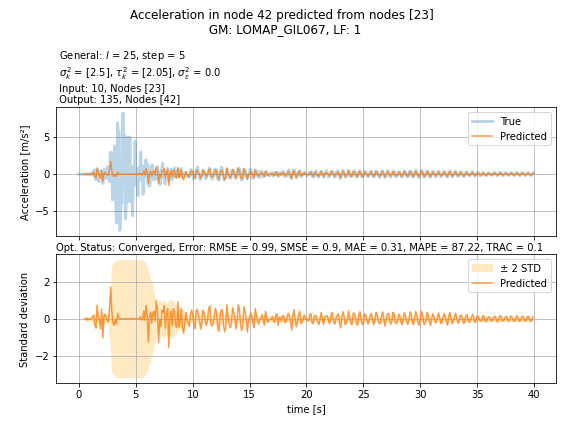 Acceleration in node 42 predicted from nodes [23]
GM: LOMAP_GIL067, LF: 1
General: l = 25, step = 5
σ²ₖ = [2.5], τ²ₖ = [2.05], σ²ε = 0.0
Input: 10, Nodes [23]
Output: 135, Nodes [42]
Acceleration [m/s²]
5
0
−5
True
Predicted
Opt. Status: Converged, Error: RMSE = 0.99, SMSE = 0.9, MAE = 0.31, MAPE = 87.22, TRAC = 0.1
Standard deviation
2
0
−2
± 2 STD
Predicted
0 5 10 15 20 25 30 35 40
time [s]